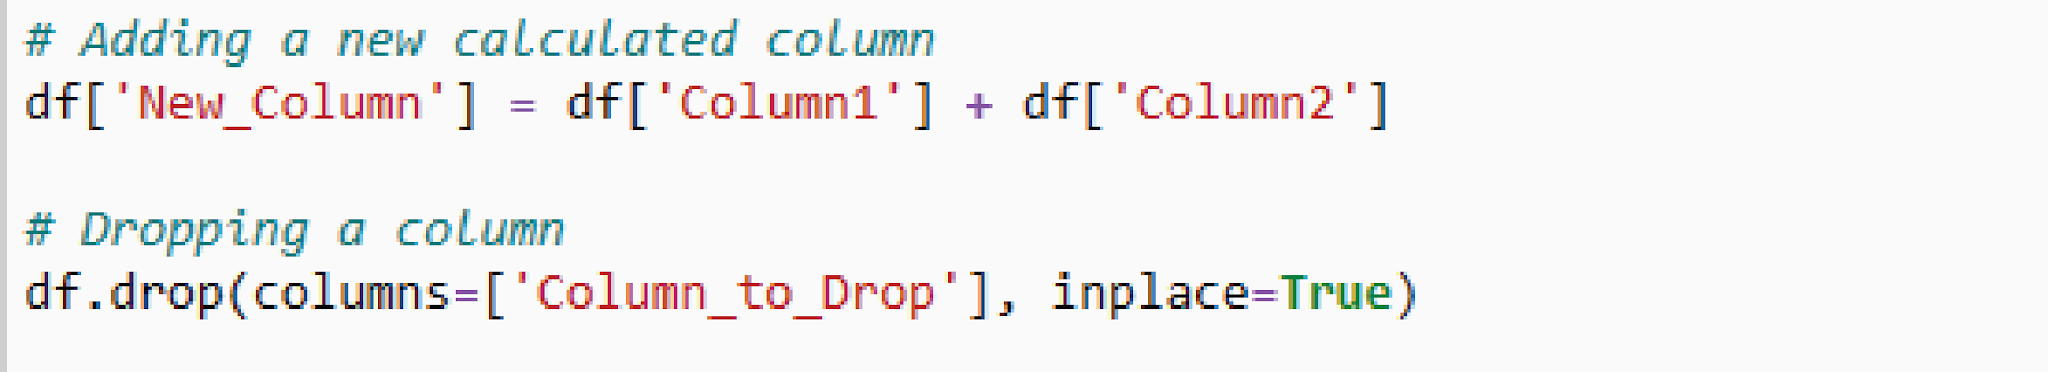 # Adding a new calculated column
df['New_Column'] = df['Column1'] + df['Column2']
# Dropping a column
df.drop(columns=['Column_to_Drop'], inplace=True)